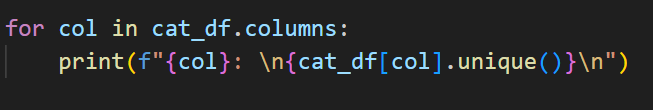 for col in cat_df.columns:
    print(f"{col}: \n{cat_df[col].unique()}\n")